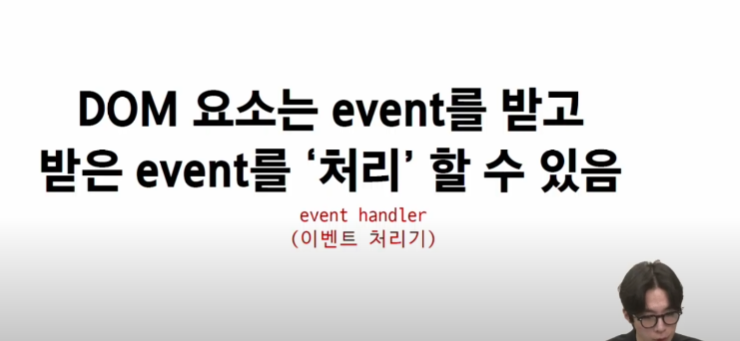 DOM 요소는 event를 받고
받은 event를 ‘처리’ 할 수 있음
event handler
(이벤트 처리기)